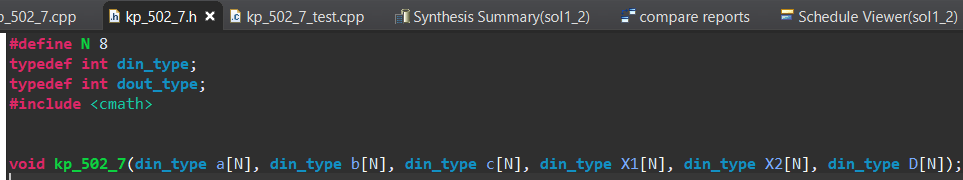 p_502_7.cpp kp_502_7.h kp_502_7_test.cpp Synthesis Summary(sol1_2) compare reports Schedule Viewer(sol1_2)
#define N 8
typedef int din_type;
typedef int dout_type;
#include <cmath>
void kp_502_7(din_type a[N], din_type b[N], din_type c[N], din_type X1[N], din_type X2[N], din_type D[N]);